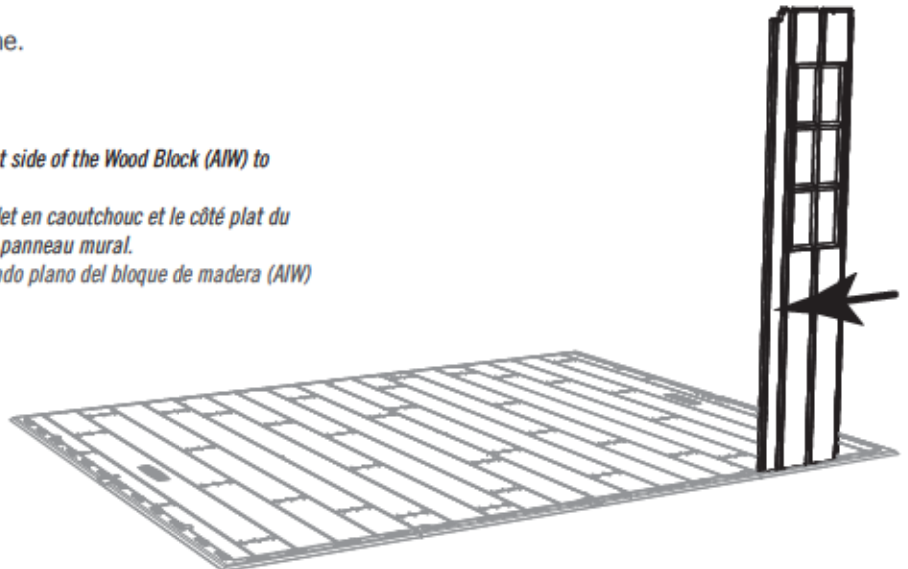 ne.
t side of the Wood Block (AIW) to
let en caoutchouc et le côté plat du
panneau mural.
ado plano del bloque de madera (AIW)